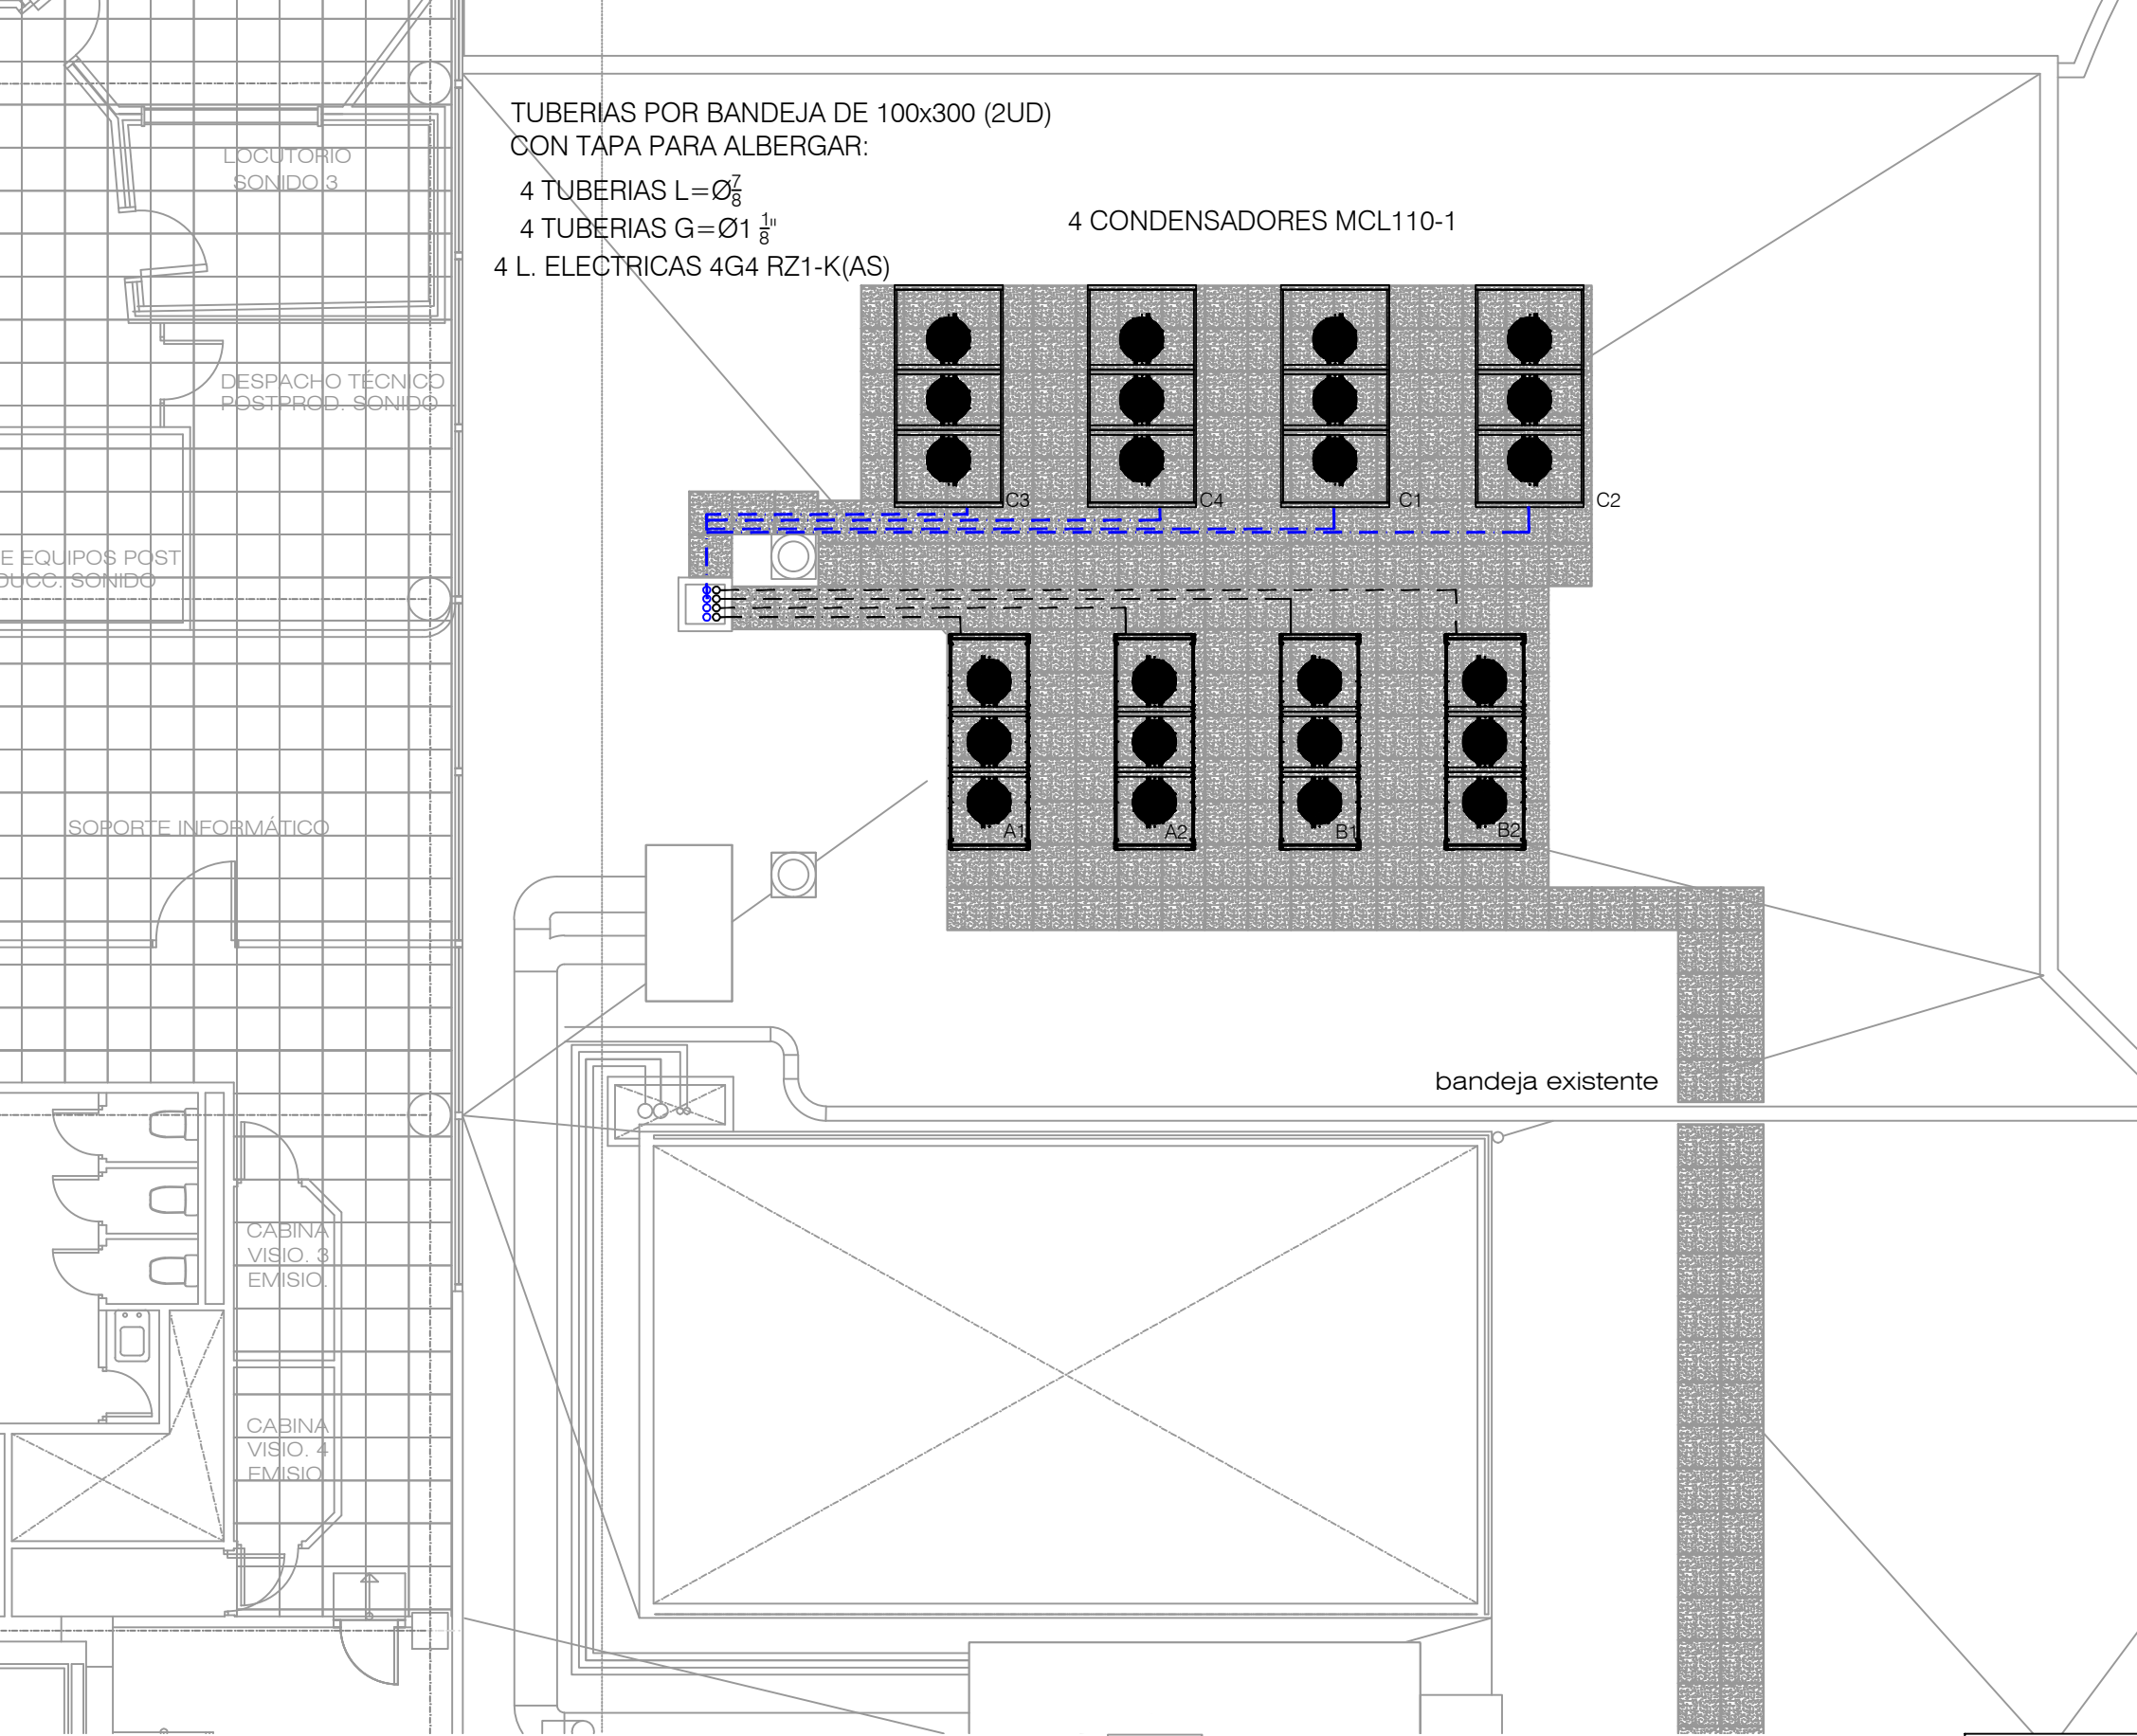 LOCUTORIO
SONIDO 3
TUBERIAS POR BANDEJA DE 100x300 (2UD)
CON TAPA PARA ALBERGAR:
4 TUBERIAS L=Ø7/8
4 TUBERIAS G=Ø1 1/8"
4 L. ELECTRICAS 4G4 RZ1-K(AS)
4 CONDENSADORES MCL110-1
DESPACHO TÉCNICO
POSTPROD. SONIDO
C3
C4
C1
C2
E EQUIPOS POST
DUCC. SONIDO
SOPORTE INFORMÁTICO
A1
A2
B1
B2
bandeja existente
CABINA
VISIO. 3
EMISIO.
CABINA
VISIO. 4
EMISIO.